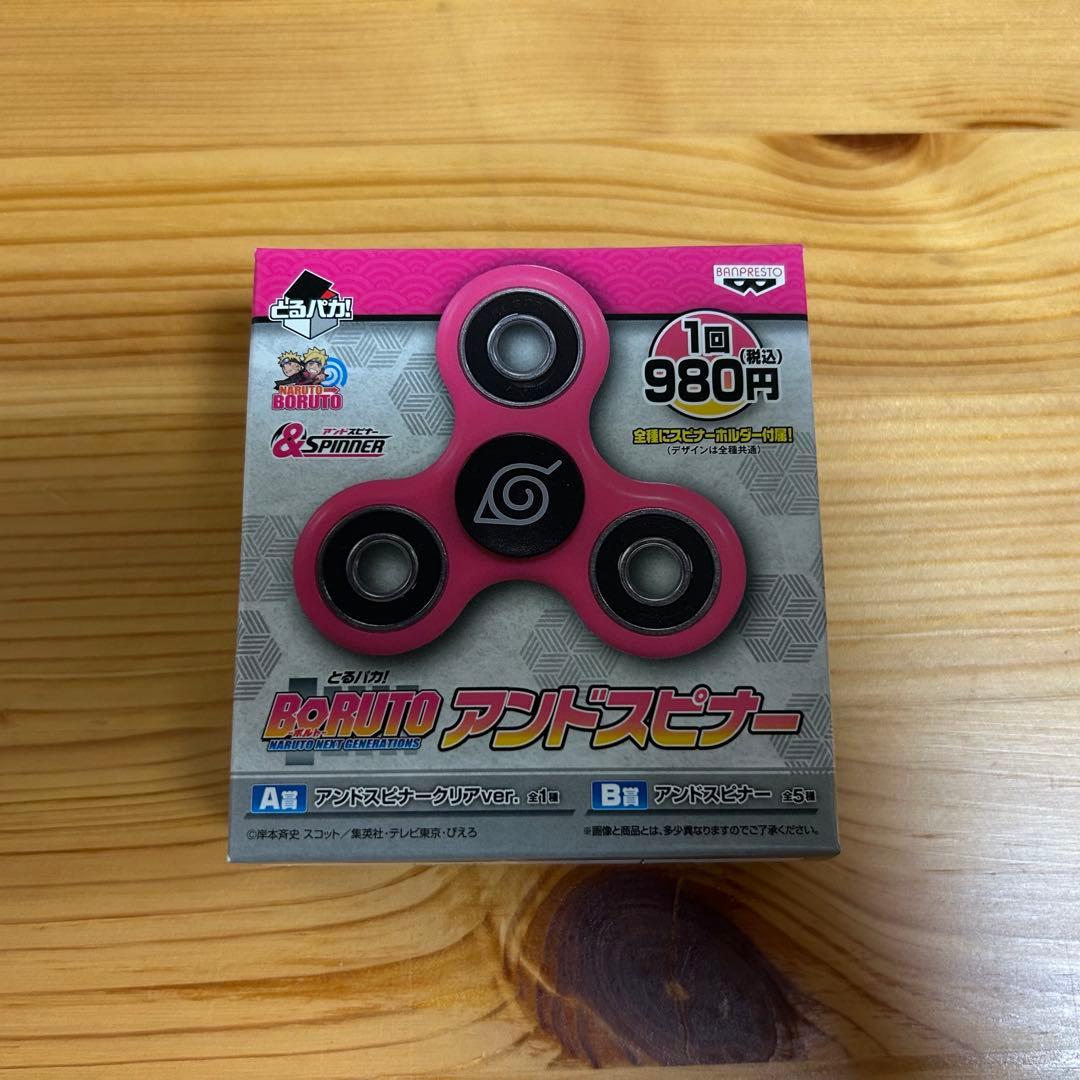 とるパカ!
BANPRESTO
NARUTO
BORUTO
1回
980円
(税込)
全種にスピナーホルダー付属!
(デザインは全種共通)
アンドスピナー
&SPINNER
とるパカ!
BORUTO
-ボルト-
NARUTO NEXT GENERATIONS
アンドスピナー
A賞 アンドスピナークリアver. 全1種
B賞 アンドスピナー 全5種
©岸本斉史 スコット/集英社・テレビ東京・ぴえろ
※画像と商品とは、多少異なりますのでご了承ください。